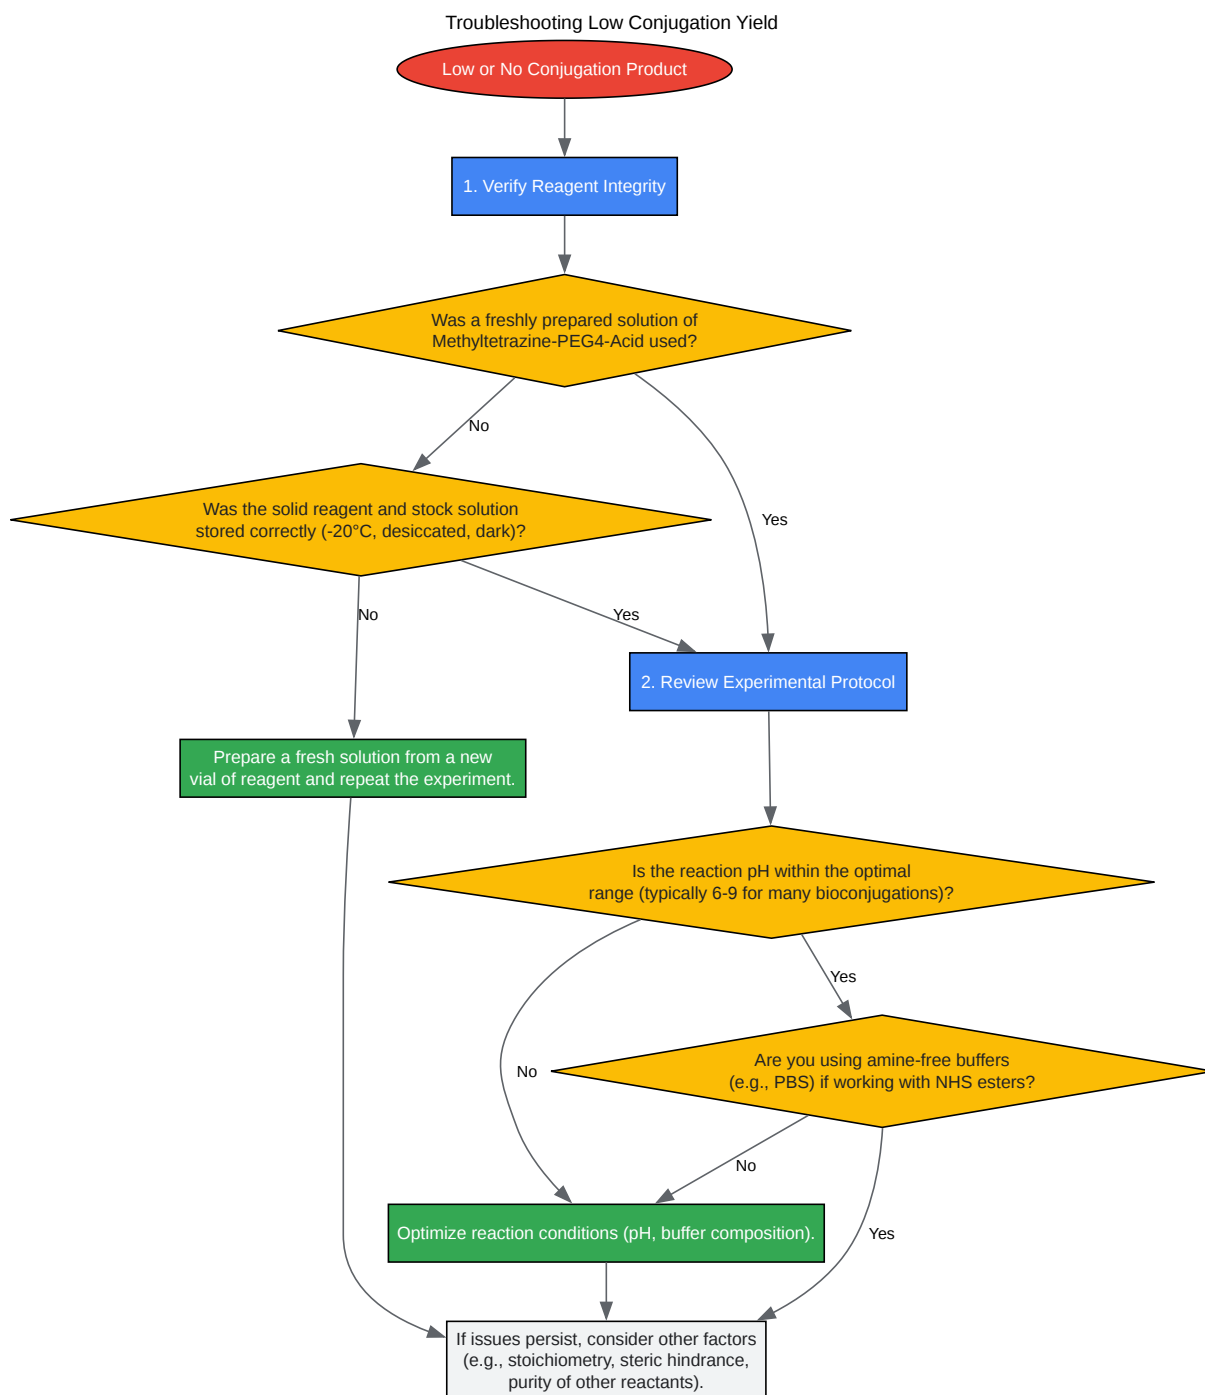 Troubleshooting Low Conjugation Yield
Low or No Conjugation Product
1. Verify Reagent Integrity
Was a freshly prepared solution of
Methyltetrazine-PEG4-Acid used?
No
Yes
Was the solid reagent and stock solution
stored correctly (-20°C, desiccated, dark)?
No
Yes
2. Review Experimental Protocol
Prepare a fresh solution from a new
vial of reagent and repeat the experiment.
Is the reaction pH within the optimal
range (typically 6-9 for many bioconjugations)?
Yes
No
Are you using amine-free buffers
(e.g., PBS) if working with NHS esters?
No
Yes
Optimize reaction conditions (pH, buffer composition).
If issues persist, consider other factors
(e.g., stoichiometry, steric hindrance,
purity of other reactants).